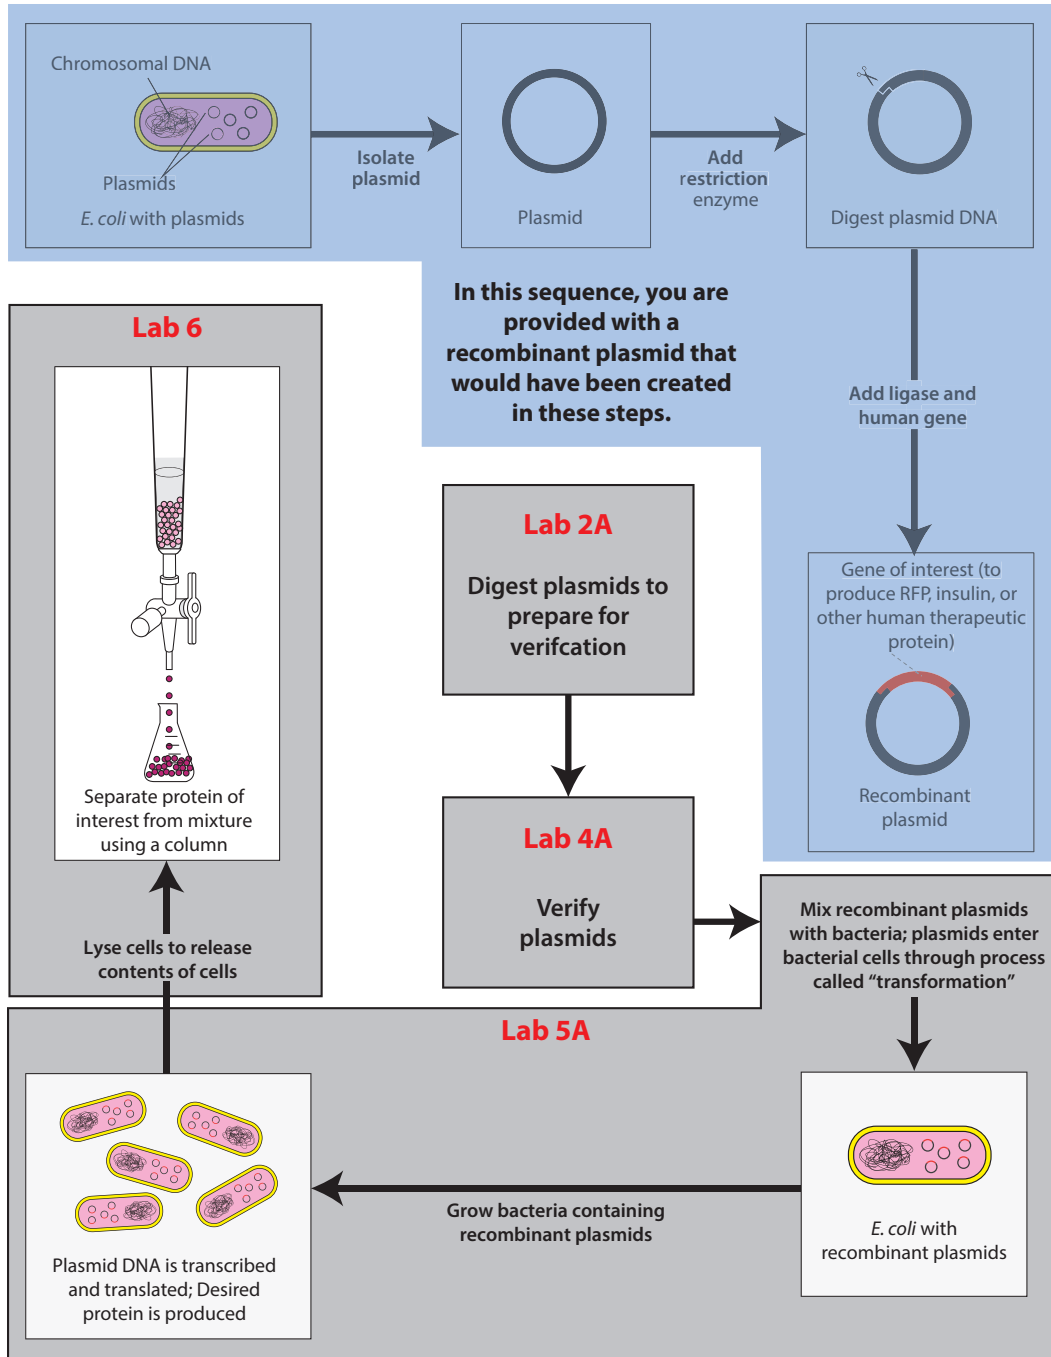 Chromosomal DNA
Plasmids
E. coli with plasmids
Isolate
plasmid
Plasmid
Add
restriction
enzyme
Digest plasmid DNA
In this sequence, you are
provided with a
recombinant plasmid that
would have been created
in these steps.
Add ligase and
human gene
Gene of interest (to
produce RFP, insulin, or
other human therapeutic
protein)
Recombinant
plasmid
Lab 2A
Digest plasmids to
prepare for
verifcation
Lab 4A
Verify
plasmids
Lab 5A
Mix recombinant plasmids
with bacteria; plasmids enter
bacterial cells through process
called “transformation”
E. coli with
recombinant plasmids
Grow bacteria containing
recombinant plasmids
Plasmid DNA is transcribed
and translated; Desired
protein is produced
Lab 6
Lyse cells to release
contents of cells
Separate protein of
interest from mixture
using a column